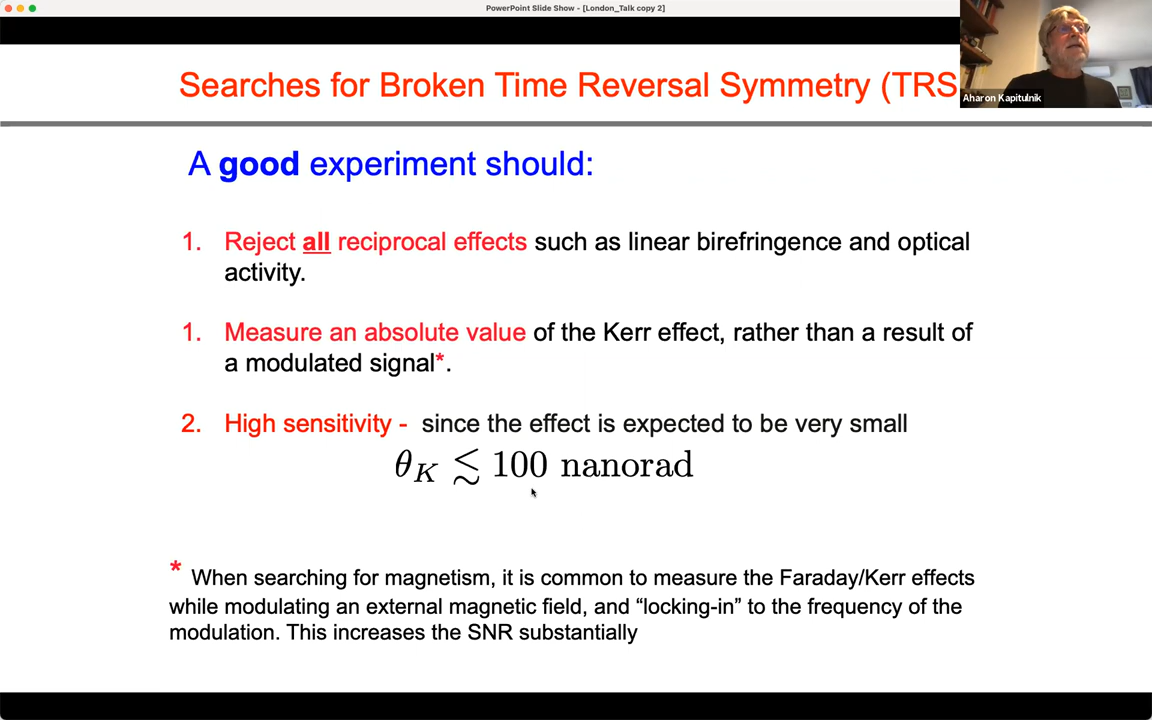 PowerPoint Slide Show - [London_Talk copy 2]
Searches for Broken Time Reversal Symmetry (TRS
Aharon Kapitulnik
A good experiment should:
1. Reject all reciprocal effects such as linear birefringence and optical
activity.
1. Measure an absolute value of the Kerr effect, rather than a result of
a modulated signal*.
2. High sensitivity - since the effect is expected to be very small
θ_K ≲ 100 nanorad
* When searching for magnetism, it is common to measure the Faraday/Kerr effects
while modulating an external magnetic field, and “locking-in” to the frequency of the
modulation. This increases the SNR substantially